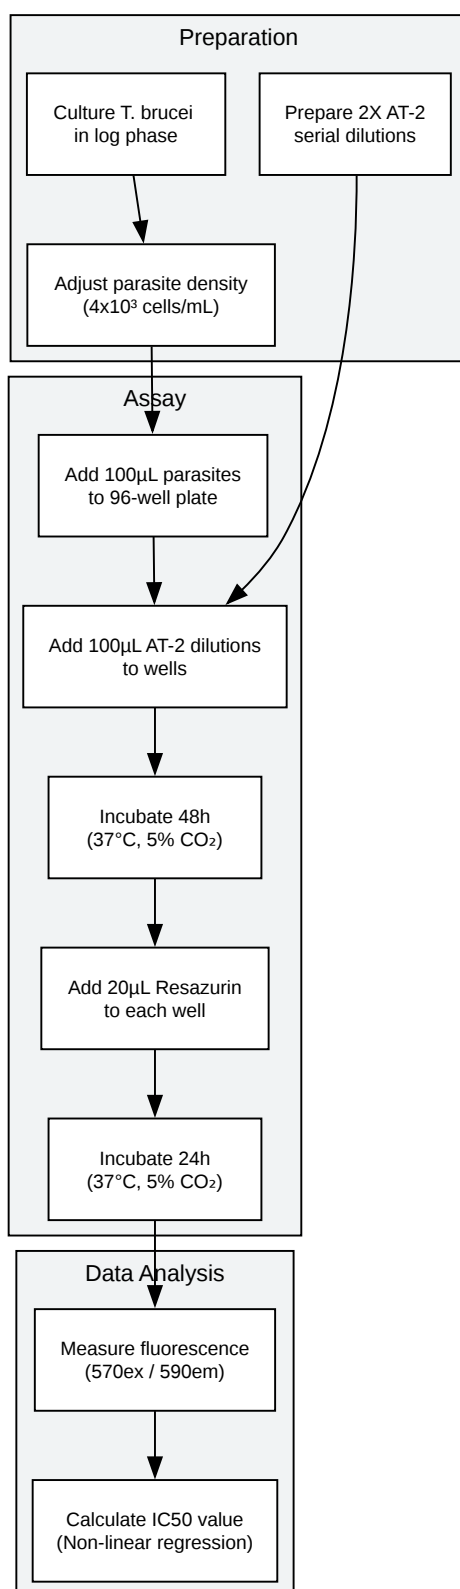 Preparation
Culture T. brucei
in log phase
Prepare 2X AT-2
serial dilutions
Adjust parasite density
(4x10³ cells/mL)
Assay
Add 100µL parasites
to 96-well plate
Add 100µL AT-2 dilutions
to wells
Incubate 48h
(37°C, 5% CO₂)
Add 20µL Resazurin
to each well
Incubate 24h
(37°C, 5% CO₂)
Data Analysis
Measure fluorescence
(570ex / 590em)
Calculate IC50 value
(Non-linear regression)